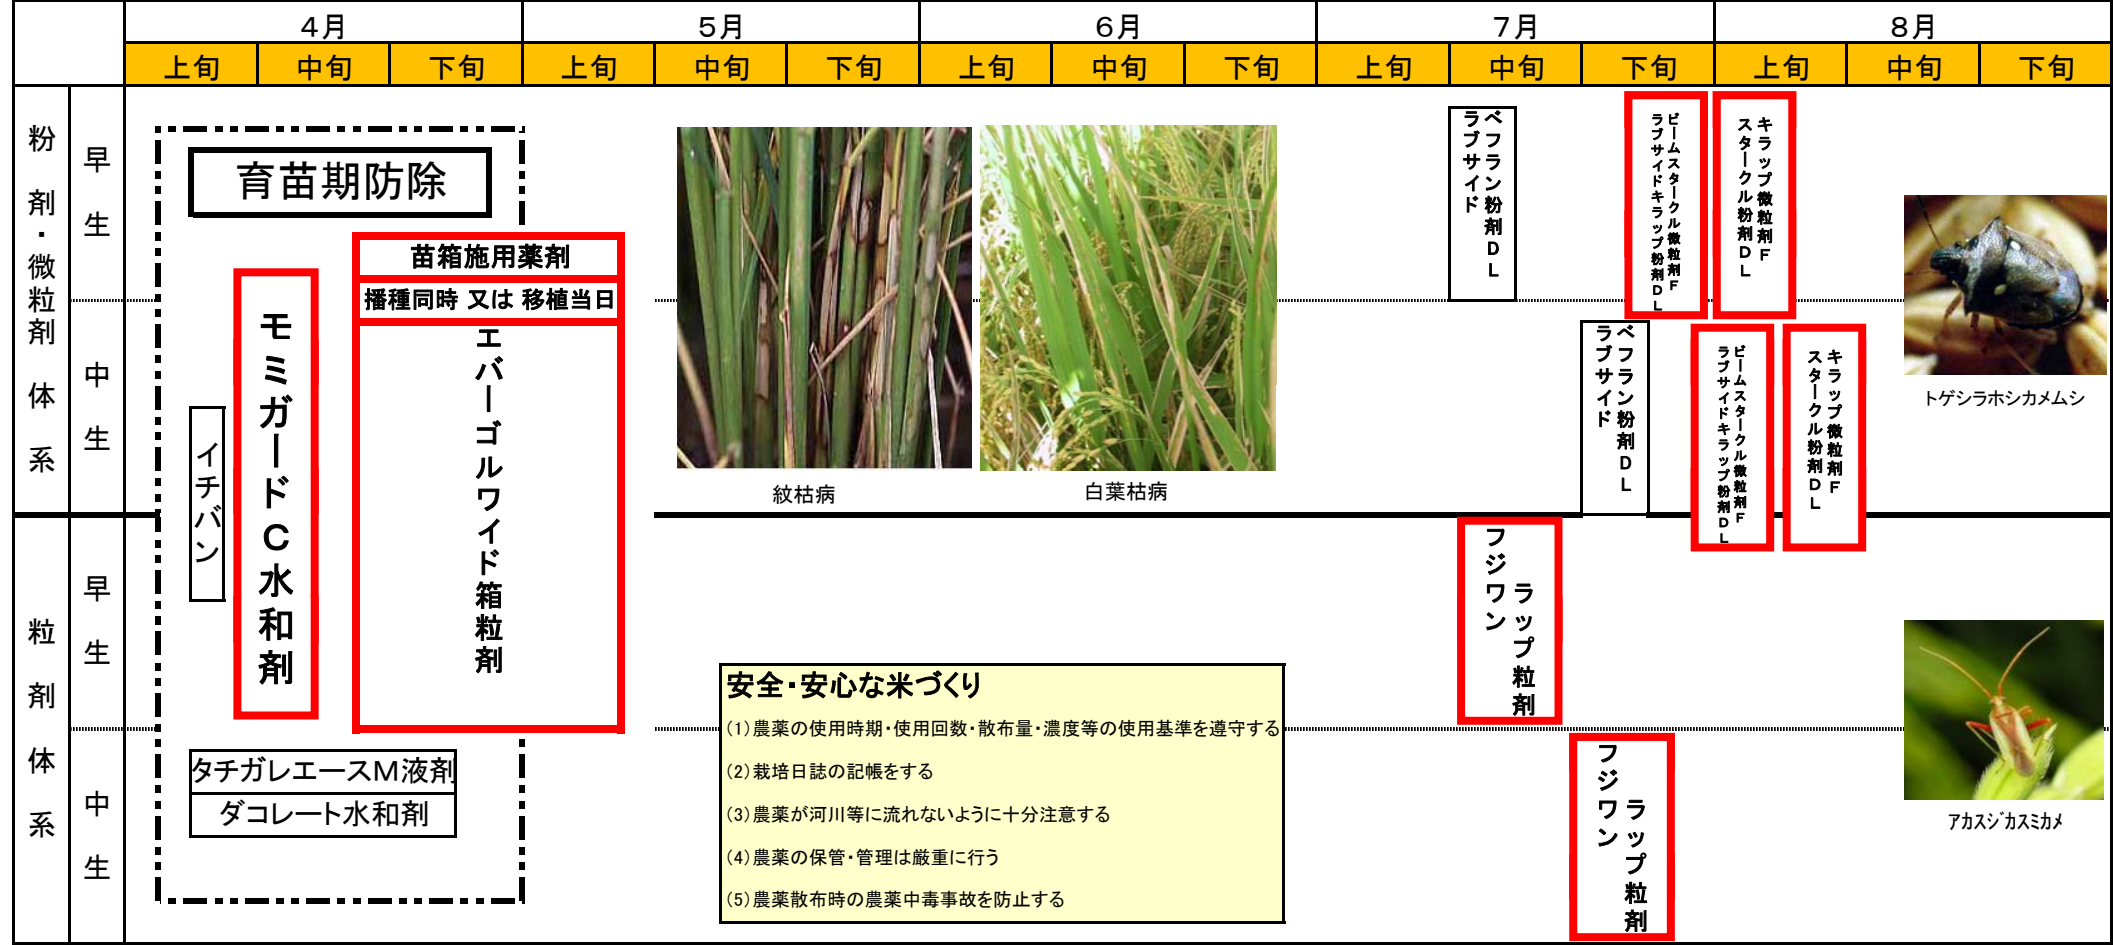 4月
5月
6月
7月
8月
上旬
中旬
下旬
上旬
中旬
下旬
上旬
中旬
下旬
上旬
中旬
下旬
上旬
中旬
下旬
粉剤・微粒剤体系
早生
中生
粒剤体系
早生
中生
育苗期防除
イチバン
モミガードC水和剤
苗箱施用薬剤
播種同時 又は 移植当日
エバーゴルワイド箱粒剤
タチガレエースM液剤
ダコレート水和剤
紋枯病
白葉枯病
ラブサイド
ベフラン粉剤DL
ビームスタークル微粒剤F
ラブサイドキラップ粉剤DL
キラップ微粒剤F
スタークル粉剤DL
ラブサイド
ベフラン粉剤DL
ビームスタークル微粒剤F
ラブサイドキラップ粉剤DL
キラップ微粒剤F
スタークル粉剤DL
トゲシラホシカメムシ
フジワン
ラップ粒剤
フジワン
ラップ粒剤
アカスジカスミカメ
安全・安心な米づくり
(1)農薬の使用時期・使用回数・散布量・濃度等の使用基準を遵守する
(2)栽培日誌の記帳をする
(3)農薬が河川等に流れないように十分注意する
(4)農薬の保管・管理は厳重に行う
(5)農薬散布時の農薬中毒事故を防止する